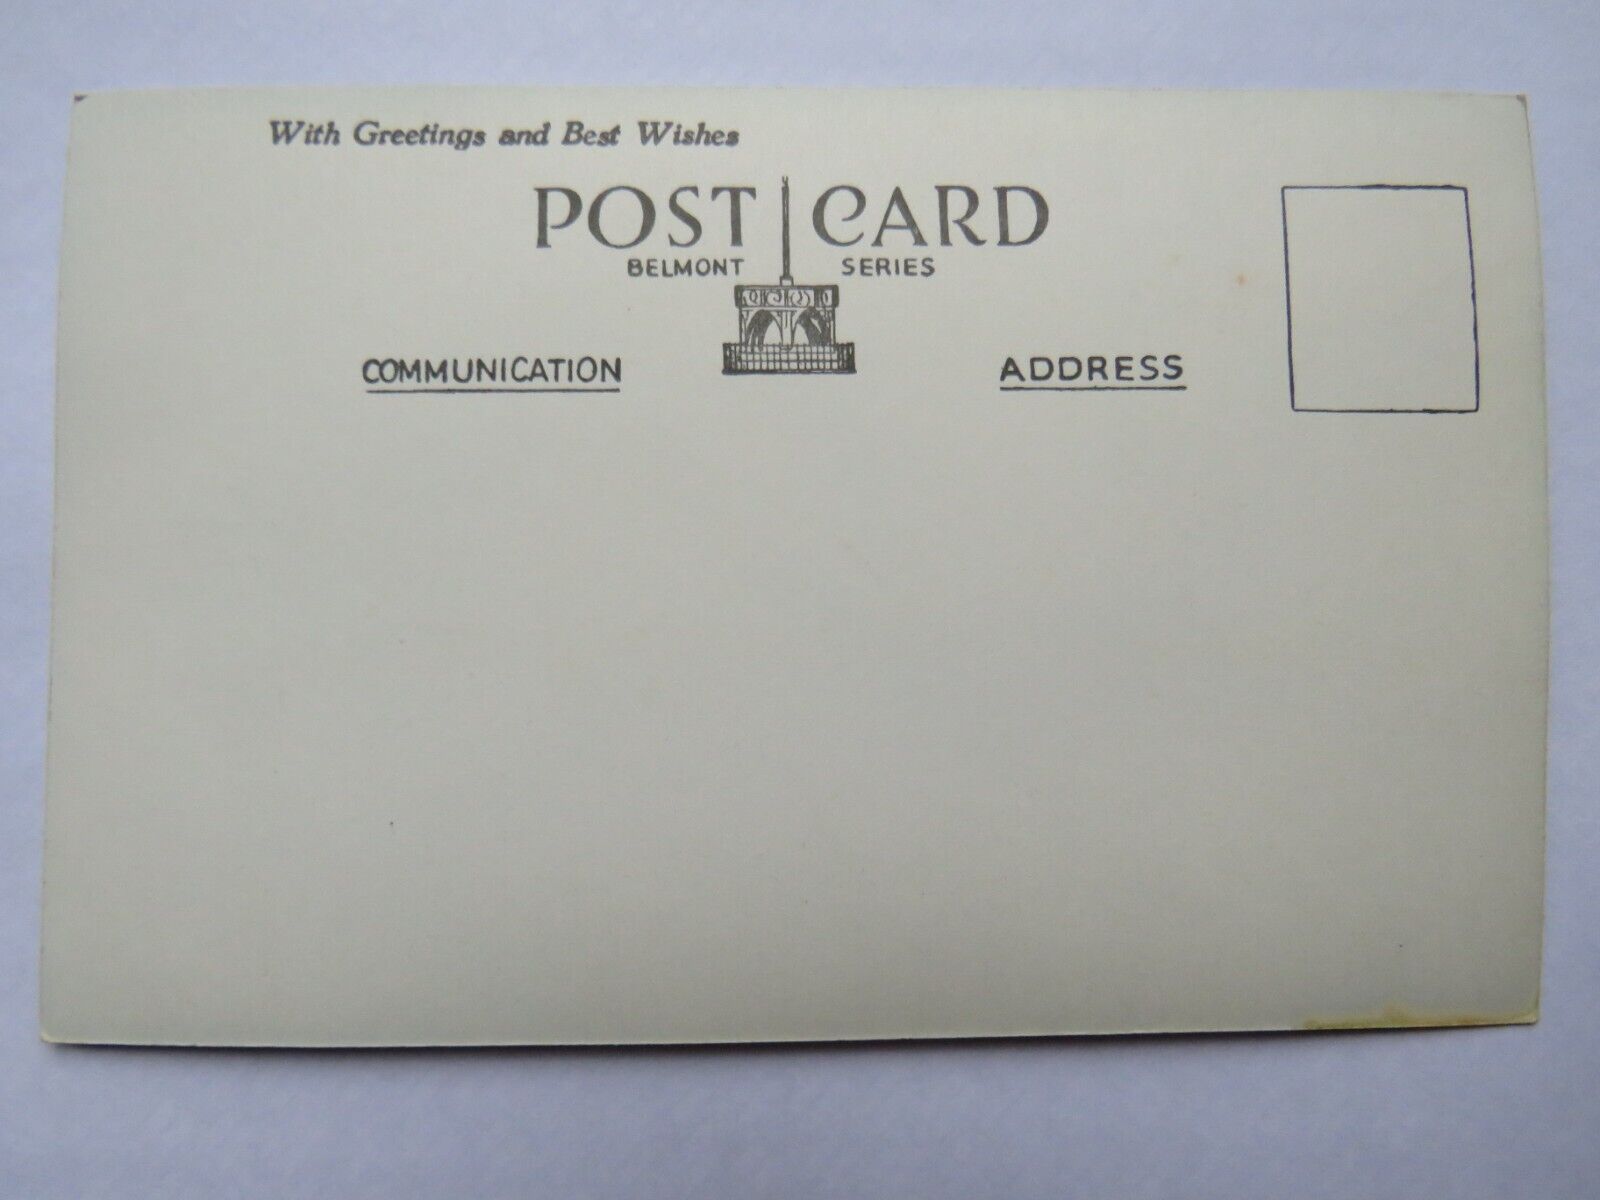 With Greetings and Best Wishes
POST CARD
BELMONT SERIES
COMMUNICATION
ADDRESS